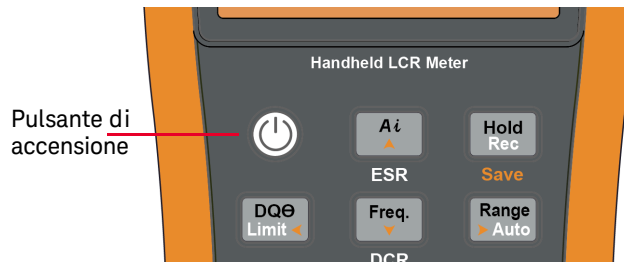 Handheld LCR Meter
Pulsante di
accensione
Ai
Hold
Rec
ESR
Save
DQΘ
Limit
Freq.
Range
Auto
DCR